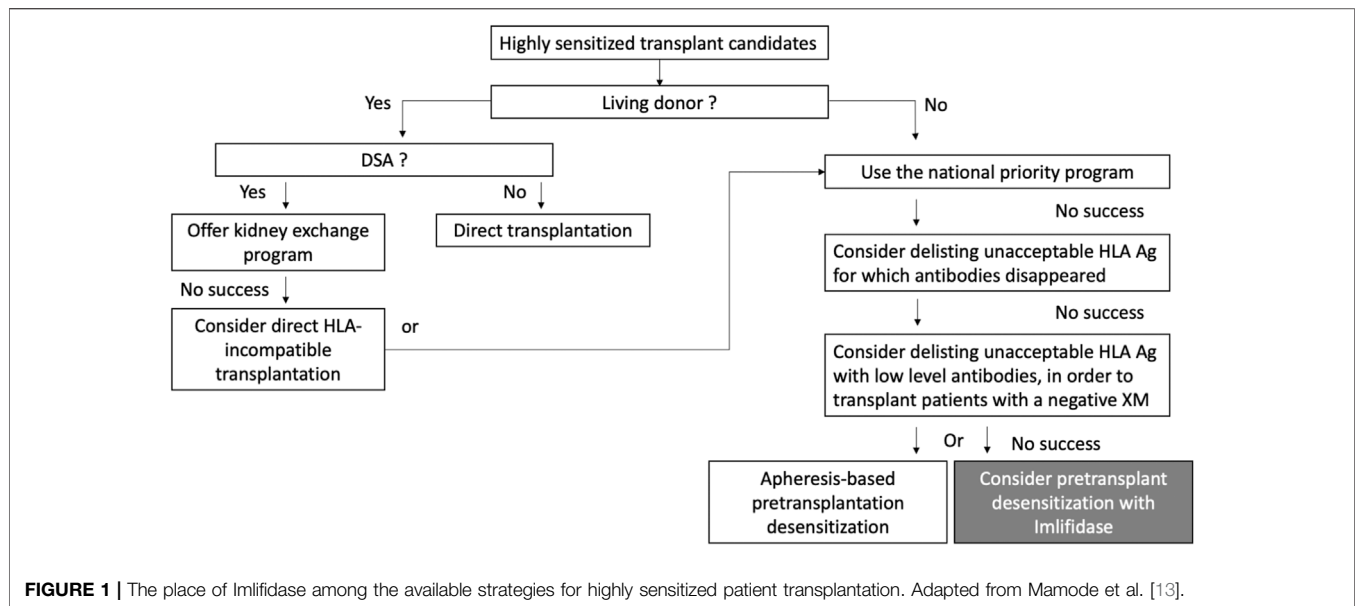 Highly sensitized transplant candidates
Living donor ?
Yes
No
DSA ?
Use the national priority program
Yes
No
No success
Offer kidney exchange
program
Direct transplantation
Consider delisting unacceptable HLA Ag
for which antibodies disappeared
No success
No success
Consider direct HLA-
incompatible
transplantation
or
Consider delisting unacceptable HLA Ag
with low level antibodies, in order to
transplant patients with a negative XM
Or
No success
Apheresis-based
pretransplantation
desensitization
Consider pretransplant
desensitization with
Imlifidase
FIGURE 1 | The place of Imlifidase among the available strategies for highly sensitized patient transplantation. Adapted from Mamode et al. [13].